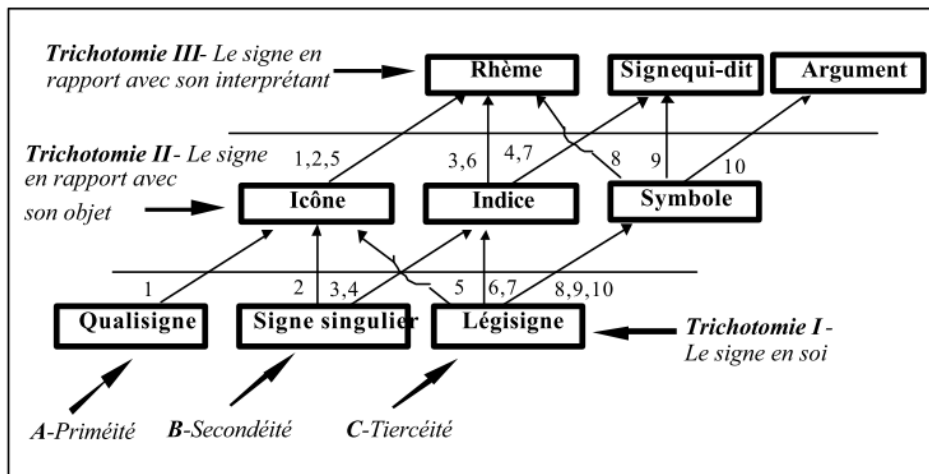 Trichotomie III- Le signe en
rapport avec son interprétant
Rhème
Signequi-dit
Argument
Trichotomie II- Le signe
en rapport avec
son objet
1,2,5
3,6
4,7
8
9
10
Icône
Indice
Symbole
1
2
3,4
5
6,7
8,9,10
Qualisigne
Signe singulier
Légisigne
Trichotomie I -
Le signe en soi
A-Priméité
B-Secondéité
C-Tiercéité